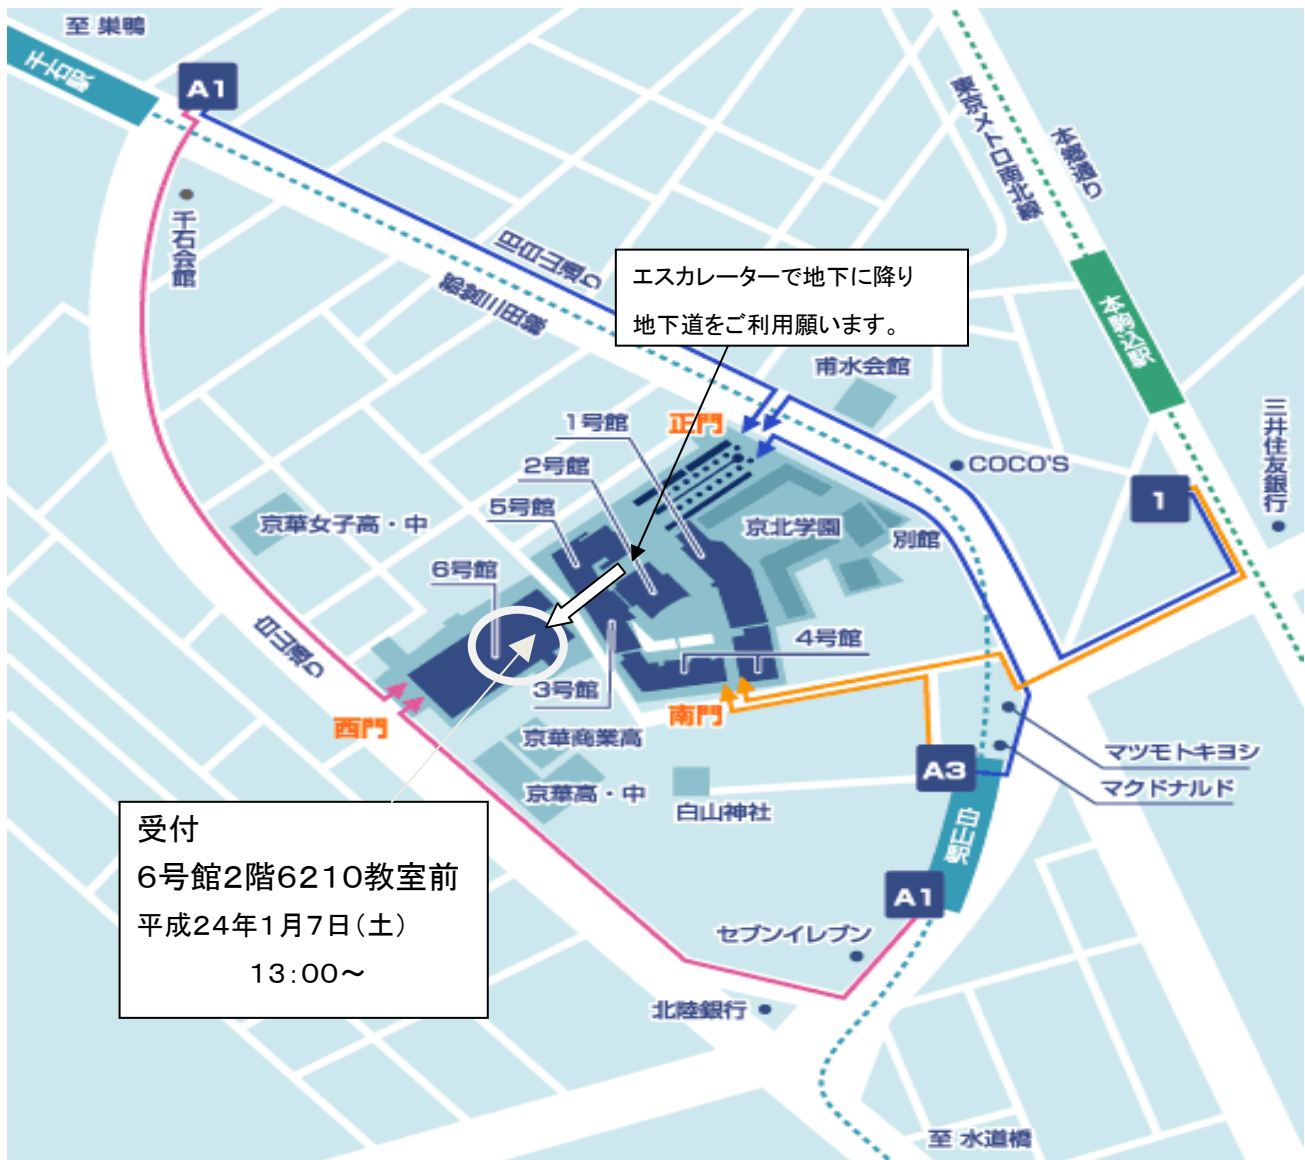 至 巣鴨
千石駅
A1
千石会館
旧白山通り
都営三田線
東京メトロ南北線
本郷通り
エスカレーターで地下に降り
地下道をご利用願います。
本駒込駅
甫水会館
三井住友銀行
1号館
正門
2号館
COCO'S
1
5号館
京華女子高・中
京北学園
別館
6号館
白山通り
4号館
3号館
西門
南門
京華商業高
マツモトキヨシ
A3
マクドナルド
京華高・中
白山神社
白山駅
受付
6号館2階6210教室前
平成24年1月7日(土)
13:00～
A1
セブンイレブン
北陸銀行
至 水道橋